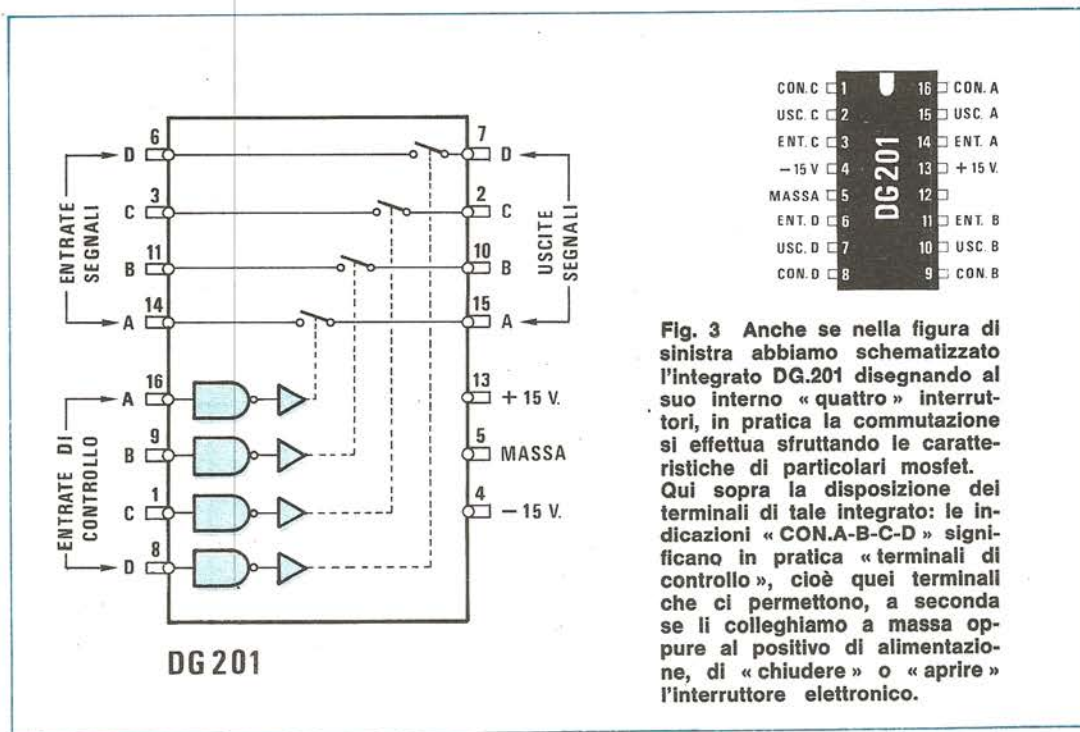 6
7
D
D
3
2
C
C
ENTRATE
SEGNALI
USCITE
SEGNALI
11
10
B
B
14
15
A
A
16
13
A
+ 15 V.
9
5
B
MASSA
ENTRATE DI
CONTROLLO
1
4
C
− 15 V.
8
D
DG 201
CON. C 1 16 CON. A
USC. C 2 15 USC. A
ENT. C 3 14 ENT. A
− 15 V 4 13 + 15 V.
MASSA 5 12
ENT. D 6 11 ENT. B
USC. D 7 10 USC. B
CON. D 8 9 CON. B
DG201
Fig. 3 Anche se nella figura di
sinistra abbiamo schematizzato
l'integrato DG.201 disegnando al
suo interno « quattro » interrut-
tori, in pratica la commutazione
si effettua sfruttando le caratte-
ristiche di particolari mosfet.
Qui sopra la disposizione dei
terminali di tale integrato: le in-
dicazioni « CON.A-B-C-D » signi-
ficano in pratica « terminali di
controllo », cioè quei terminali
che ci permettono, a seconda
se li colleghiamo a massa op-
pure al positivo di alimentazio-
ne, di « chiudere » o « aprire »
l'interruttore elettronico.